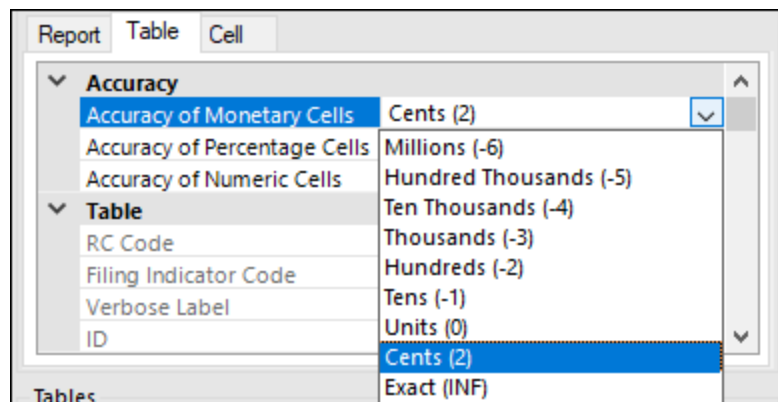 Report Table Cell
Accuracy
Accuracy of Monetary Cells Cents (2)
Accuracy of Percentage Cells Millions (-6)
Hundred Thousands (-5)
Accuracy of Numeric Cells
Table Ten Thousands (-4)
RC Code Thousands (-3)
Filing Indicator Code Hundreds (-2)
Verbose Label Tens (-1)
Units (0)
ID
Cents (2)
Exact (INF)
Tables